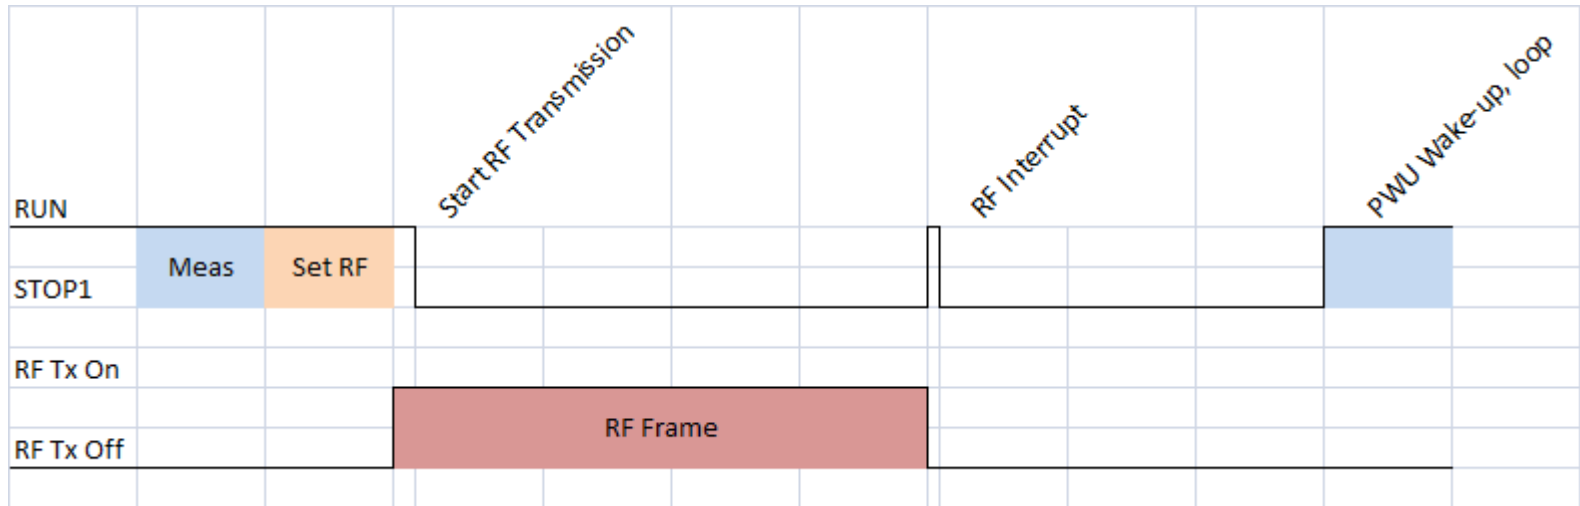 Start RF Transmission
RF Interrupt
PWU Wake-up, loop
RUN
Meas
Set RF
STOP1
RF Tx On
RF Frame
RF Tx Off